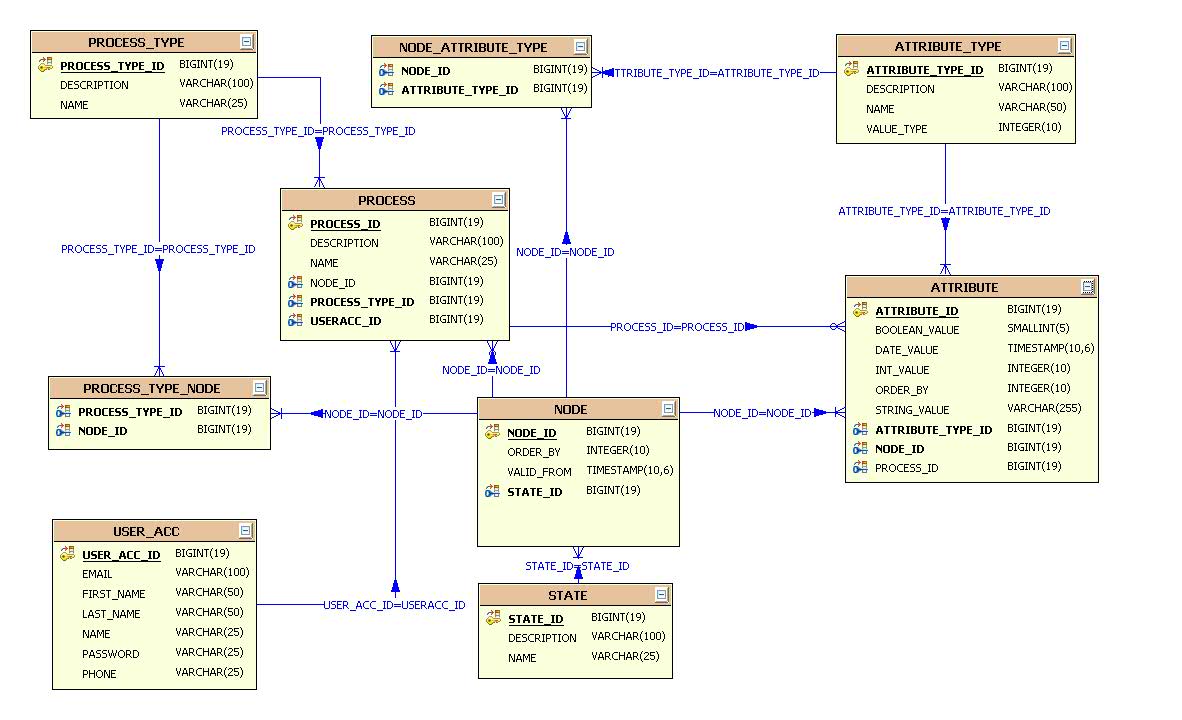 PROCESS_TYPE
PROCESS_TYPE_ID BIGINT(19)
DESCRIPTION VARCHAR(100)
NAME VARCHAR(25)
NODE_ATTRIBUTE_TYPE
NODE_ID BIGINT(19)
ATTRIBUTE_TYPE_ID BIGINT(19)
ATTRIBUTE_TYPE_ID=ATTRIBUTE_TYPE_ID
ATTRIBUTE_TYPE
ATTRIBUTE_TYPE_ID BIGINT(19)
DESCRIPTION VARCHAR(100)
NAME VARCHAR(50)
VALUE_TYPE INTEGER(10)
PROCESS_TYPE_ID=PROCESS_TYPE_ID
PROCESS
PROCESS_ID BIGINT(19)
DESCRIPTION VARCHAR(100)
NAME VARCHAR(25)
NODE_ID BIGINT(19)
PROCESS_TYPE_ID BIGINT(19)
USERACC_ID BIGINT(19)
ATTRIBUTE_TYPE_ID=ATTRIBUTE_TYPE_ID
PROCESS_TYPE_ID=PROCESS_TYPE_ID
NODE_ID=NODE_ID
ATTRIBUTE
ATTRIBUTE_ID BIGINT(19)
BOOLEAN_VALUE SMALLINT(5)
DATE_VALUE TIMESTAMP(10,6)
INT_VALUE INTEGER(10)
ORDER_BY INTEGER(10)
STRING_VALUE VARCHAR(255)
ATTRIBUTE_TYPE_ID BIGINT(19)
NODE_ID BIGINT(19)
PROCESS_ID BIGINT(19)
PROCESS_ID=PROCESS_ID
NODE_ID=NODE_ID
PROCESS_TYPE_NODE
PROCESS_TYPE_ID BIGINT(19)
NODE_ID BIGINT(19)
NODE_ID=NODE_ID
NODE
NODE_ID BIGINT(19)
ORDER_BY INTEGER(10)
VALID_FROM TIMESTAMP(10,6)
STATE_ID BIGINT(19)
NODE_ID=NODE_ID
USER_ACC
USER_ACC_ID BIGINT(19)
EMAIL VARCHAR(100)
FIRST_NAME VARCHAR(50)
LAST_NAME VARCHAR(50)
NAME VARCHAR(25)
PASSWORD VARCHAR(25)
PHONE VARCHAR(25)
USER_ACC_ID=USERACC_ID
STATE_ID=STATE_ID
STATE
STATE_ID BIGINT(19)
DESCRIPTION VARCHAR(100)
NAME VARCHAR(25)